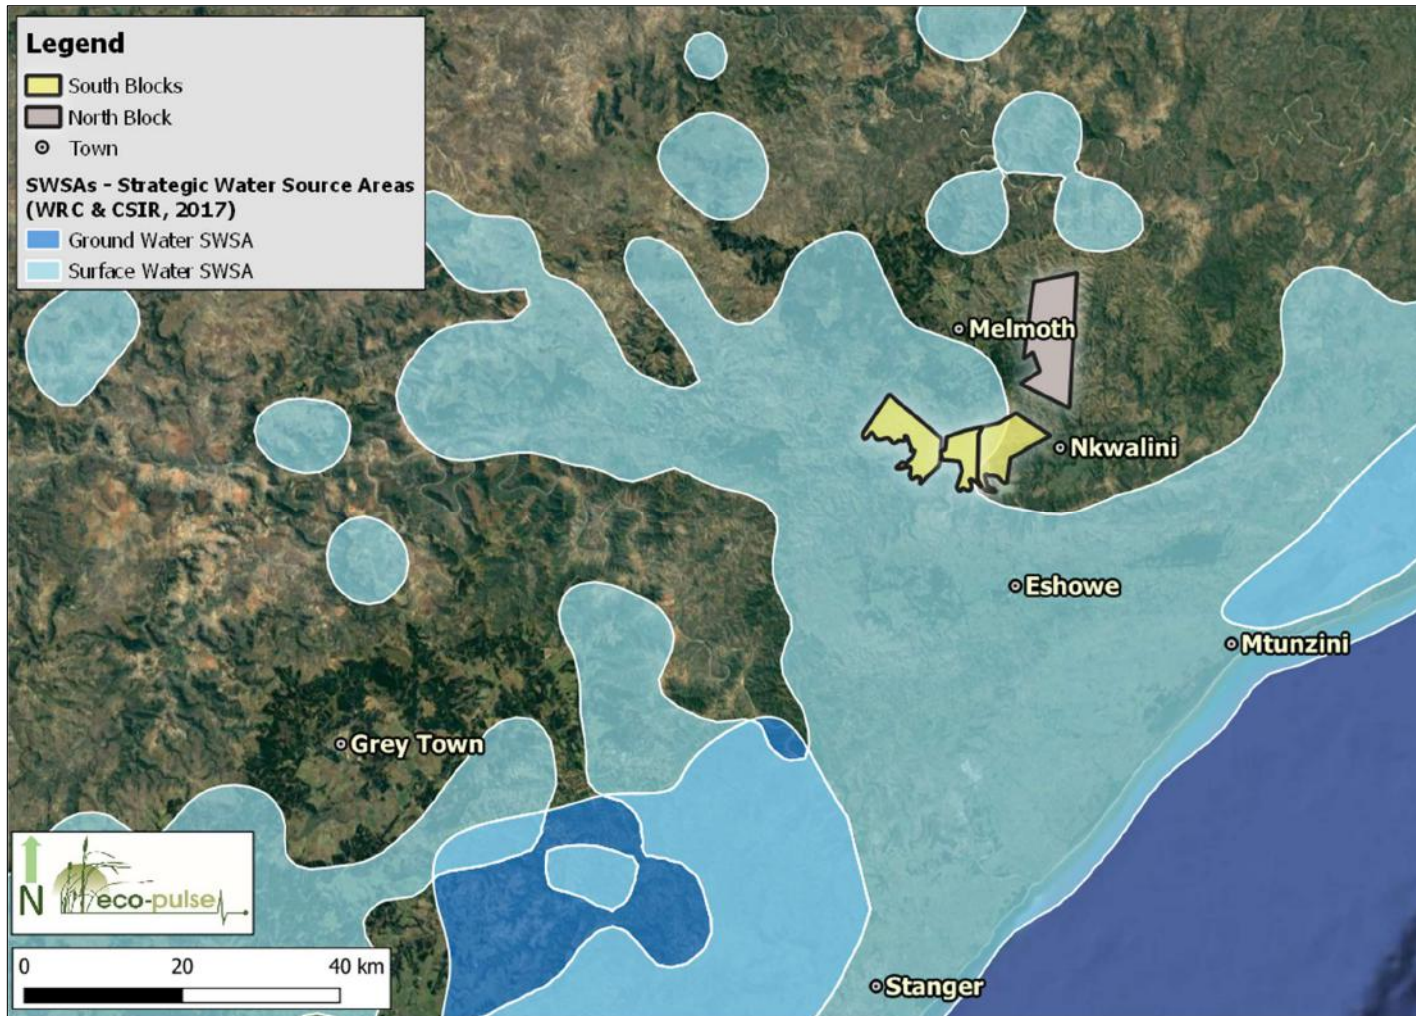 Legend
South Blocks
North Block
Town
SWSAs - Strategic Water Source Areas
(WRC & CSIR, 2017)
Ground Water SWSA
Surface Water SWSA
Melmoth
Nkwalini
Eshowe
Mtunzini
Grey Town
N
eco-pulse
0 20 40 km
Stanger